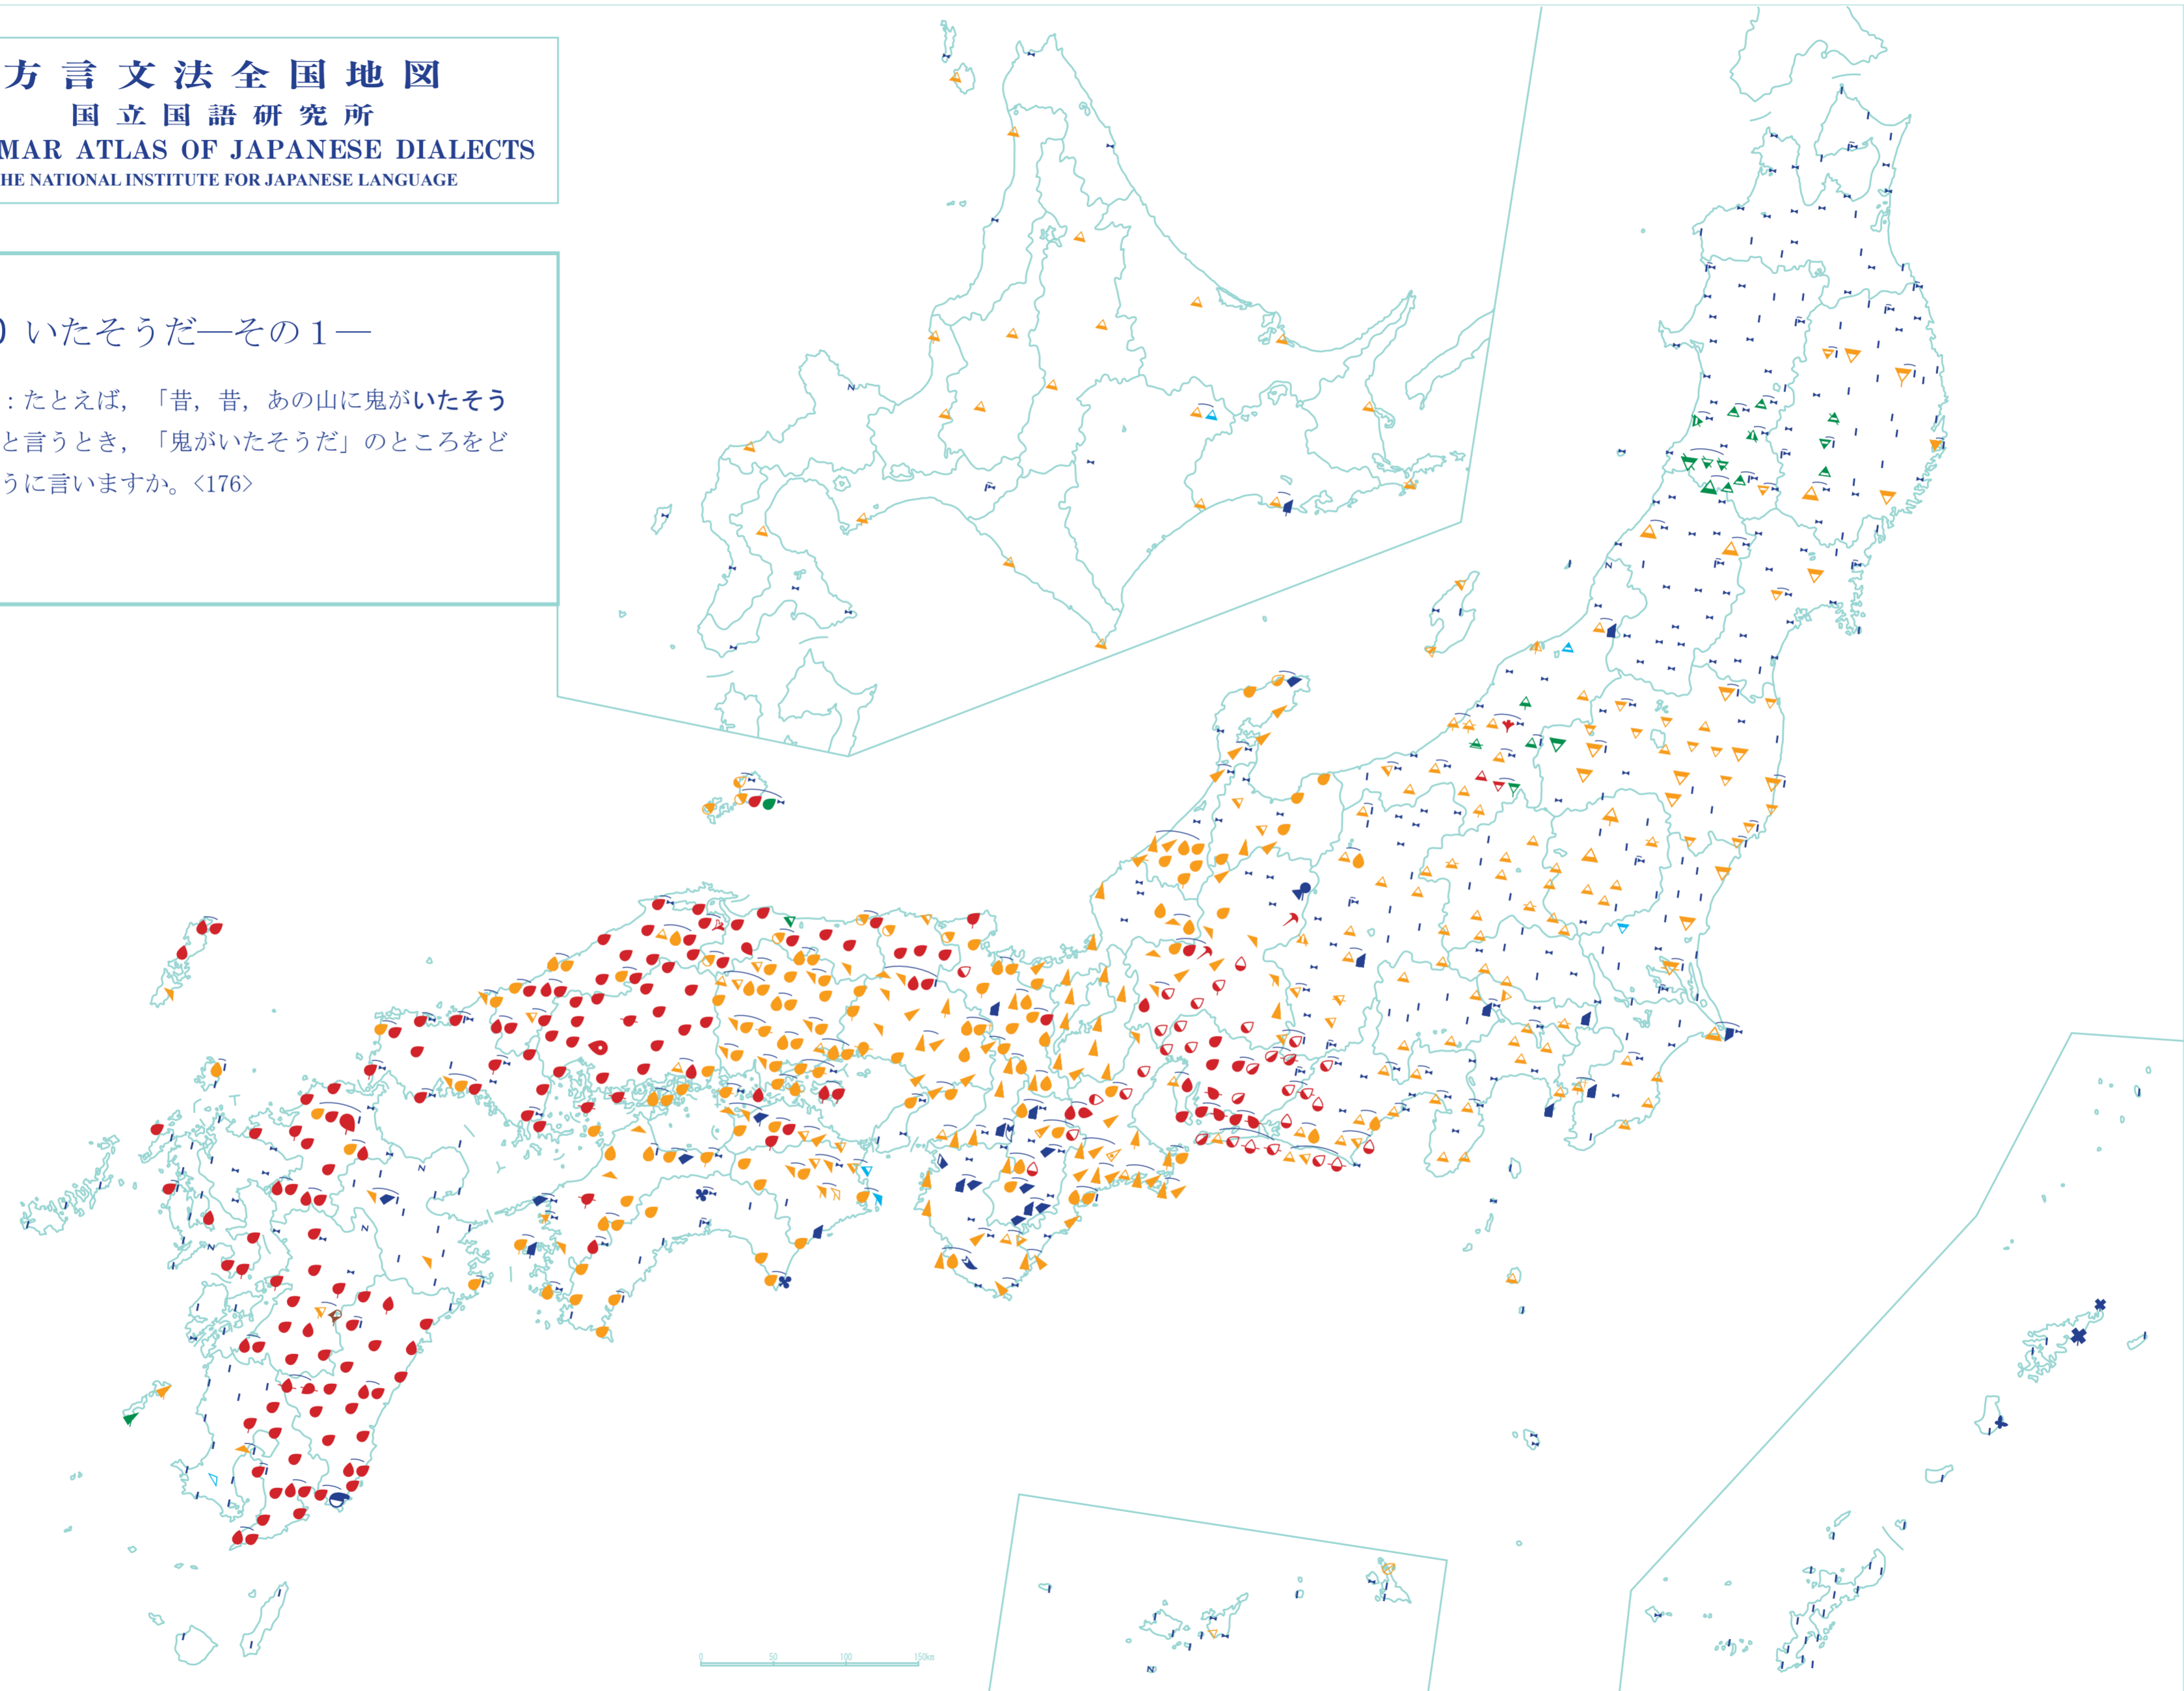 方言文法全国地図
国立国語研究所
MAR ATLAS OF JAPANESE DIALECTS
HE NATIONAL INSTITUTE FOR JAPANESE LANGUAGE
いたそうだ―その1―
：たとえば，「昔，昔，あの山に鬼がいたそう
と言うとき，「鬼がいたそうだ」のところをど
うに言いますか。<176>
0 50 100 150km